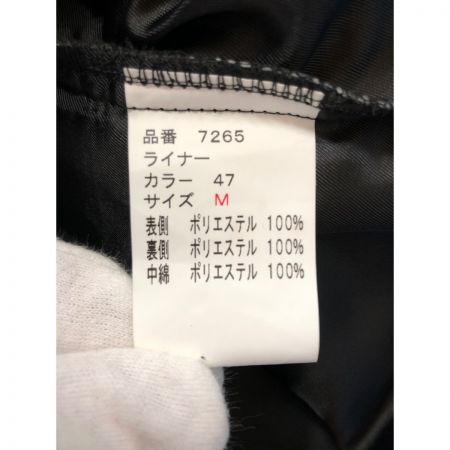 品番 7265
ライナー
カラー 47
サイズ M
表側 ポリエステル 100%
裏側 ポリエステル 100%
中綿 ポリエステル 100%